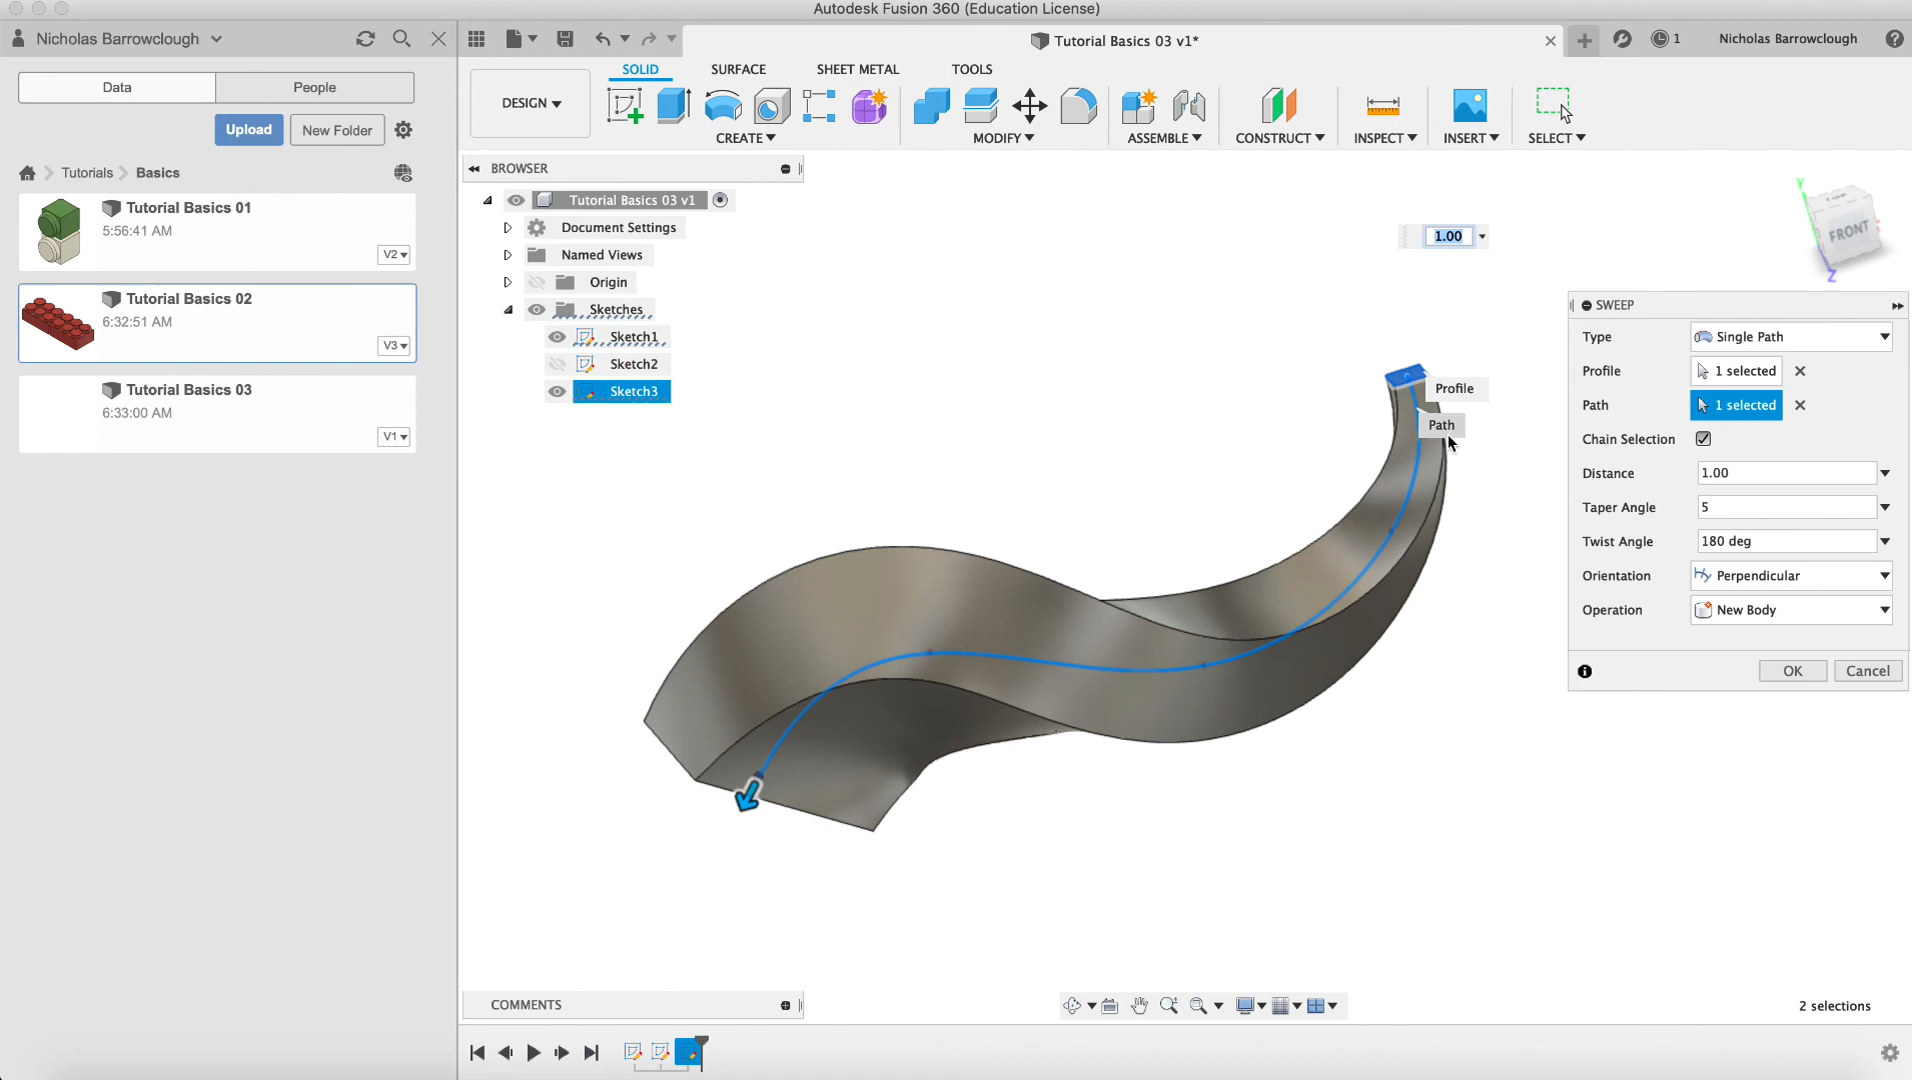 Autodesk Fusion 360 (Education License)
Nicholas Barrowclough
Tutorial Basics 03 v1*
1
Nicholas Barrowclough
Data
People
Upload
New Folder
Tutorials
Basics
Tutorial Basics 01
5:56:41 AM
V2
Tutorial Basics 02
6:32:51 AM
V3
Tutorial Basics 03
6:33:00 AM
V1
SOLID
SURFACE
SHEET METAL
TOOLS
DESIGN
CREATE
MODIFY
ASSEMBLE
CONSTRUCT
INSPECT
INSERT
SELECT
BROWSER
Tutorial Basics 03 v1
Document Settings
Named Views
Origin
Sketches
Sketch1
Sketch2
Sketch3
1.00
Y
FRONT
Z
Profile
Path
SWEEP
Type Single Path
Profile 1 selected
Path 1 selected
Chain Selection
Distance 1.00
Taper Angle 5
Twist Angle 180 deg
Orientation Perpendicular
Operation New Body
OK Cancel
COMMENTS
2 selections